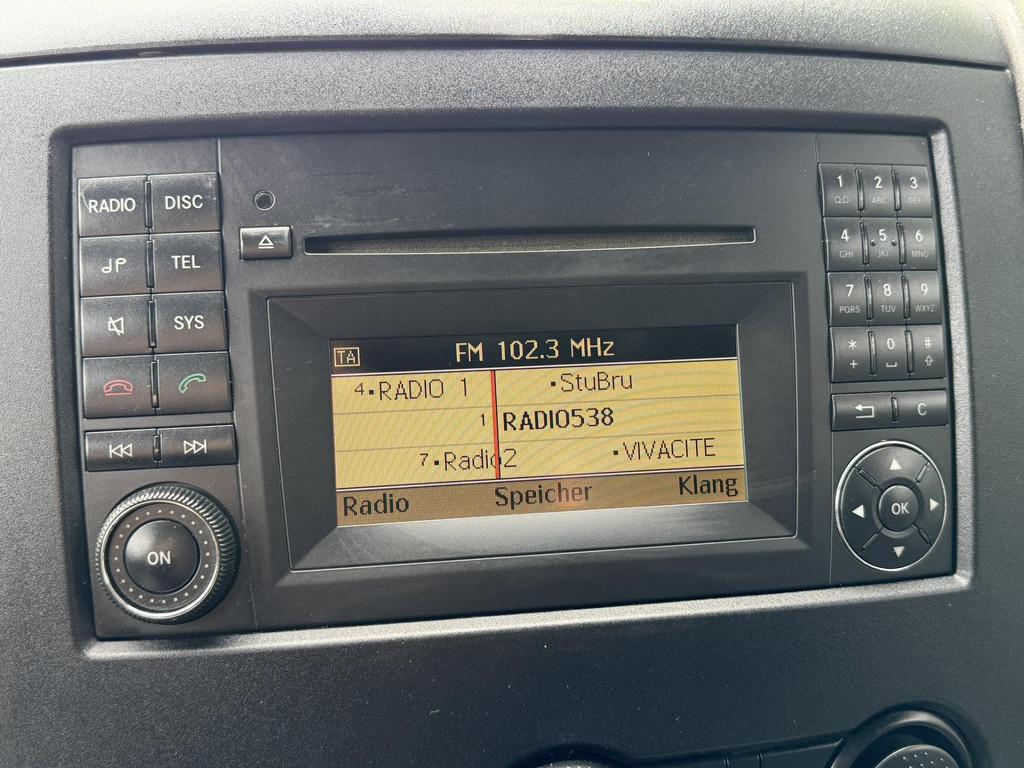 RADIO DISC
TEL
SYS
ON
TA FM 102.3 MHz
4 RADIO 1 StuBru
1 RADIO538
7 Radio2 VIVACITE
Radio Speicher Klang
1 2 3
ABC DEF
4 5 6
GHI JKL MNO
7 8 9
PQRS TUV WXYZ
* 0 #
+
C
OK